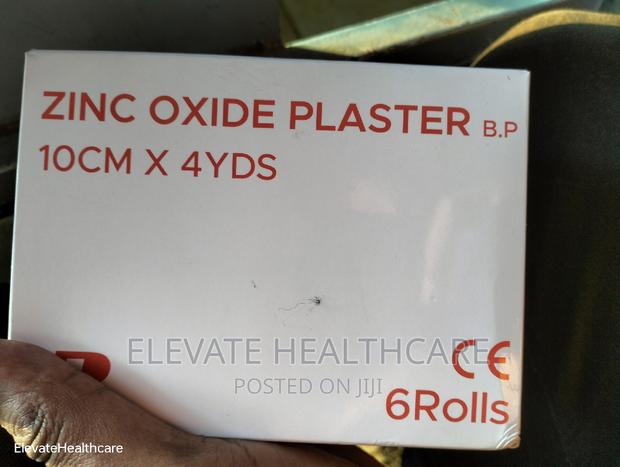 ZINC OXIDE PLASTER B.P
10CM X 4YDS
ELEVATE HEALTHCARE
CE
POSTED ON JIJI
6Rolls
ElevateHealthcare